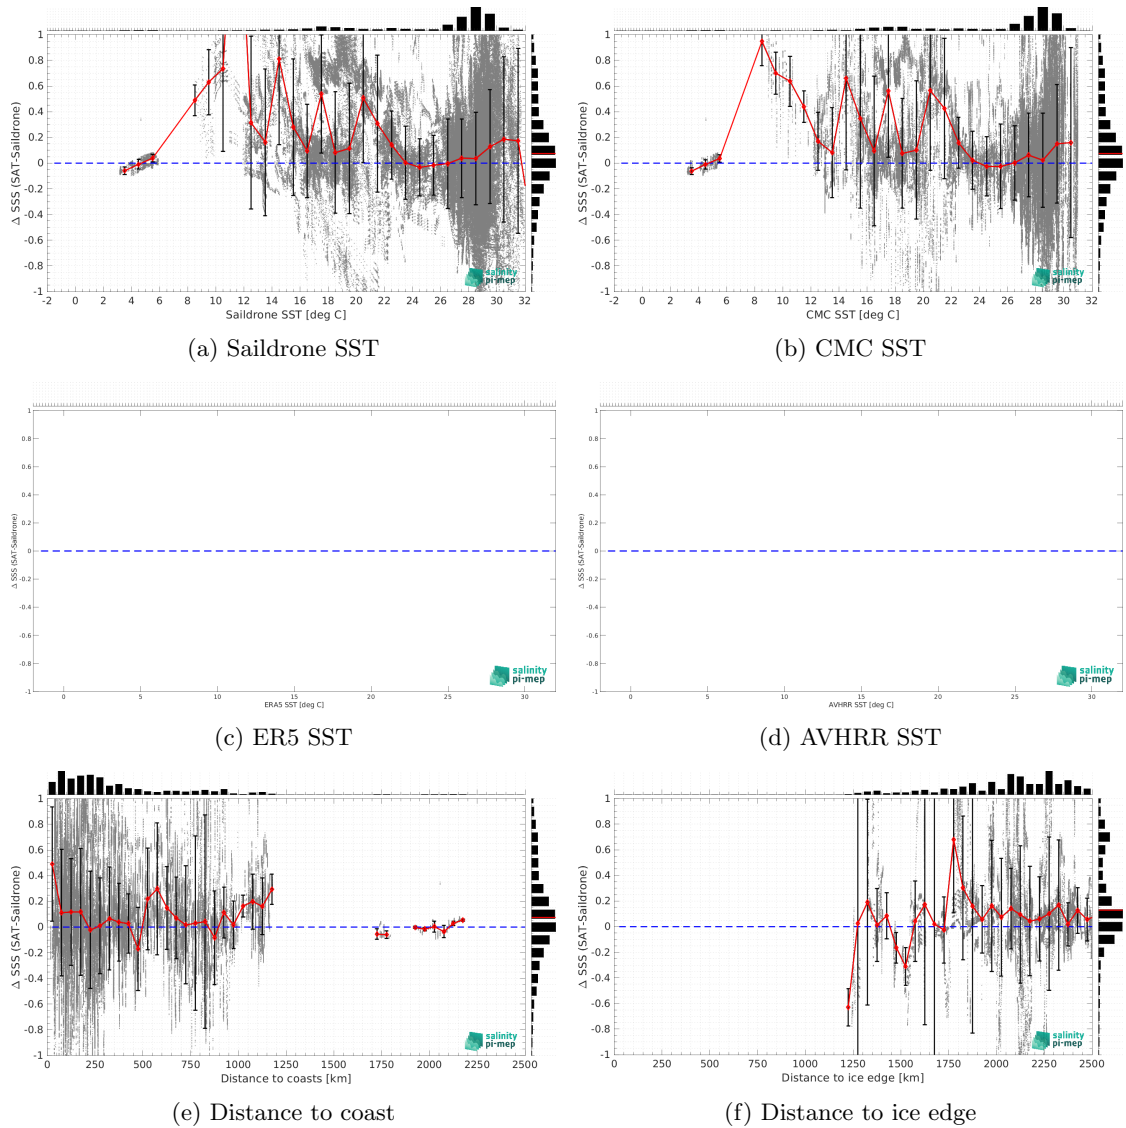 1
0.8
0.6
0.4
0.2
0
-0.2
-0.4
-0.6
-0.8
-1
Δ SSS (SAT-Saildrone)
-2 0 2 4 6 8 10 12 14 16 18 20 22 24 26 28 30 32
Saildrone SST [deg C]
salinity
pi-mep
(a) Saildrone SST
1
0.8
0.6
0.4
0.2
0
-0.2
-0.4
-0.6
-0.8
-1
Δ SSS (SAT-Saildrone)
-2 0 2 4 6 8 10 12 14 16 18 20 22 24 26 28 30 32
CMC SST [deg C]
salinity
pi-mep
(b) CMC SST
1
0.8
0.6
0.4
0.2
0
-0.2
-0.4
-0.6
-0.8
-1
Δ SSS (SAT-Saildrone)
0 5 10 15 20 25 30
ERA5 SST [deg C]
salinity
pi-mep
(c) ER5 SST
1
0.8
0.6
0.4
0.2
0
-0.2
-0.4
-0.6
-0.8
-1
Δ SSS (SAT-Saildrone)
0 5 10 15 20 25 30
AVHRR SST [deg C]
salinity
pi-mep
(d) AVHRR SST
1
0.8
0.6
0.4
0.2
0
-0.2
-0.4
-0.6
-0.8
-1
Δ SSS (SAT-Saildrone)
0 250 500 750 1000 1250 1500 1750 2000 2250 2500
Distance to coasts [km]
salinity
pi-mep
(e) Distance to coast
1
0.8
0.6
0.4
0.2
0
-0.2
-0.4
-0.6
-0.8
-1
Δ SSS (SAT-Saildrone)
0 250 500 750 1000 1250 1500 1750 2000 2250 2500
Distance to ice edge [km]
salinity
pi-mep
(f) Distance to ice edge